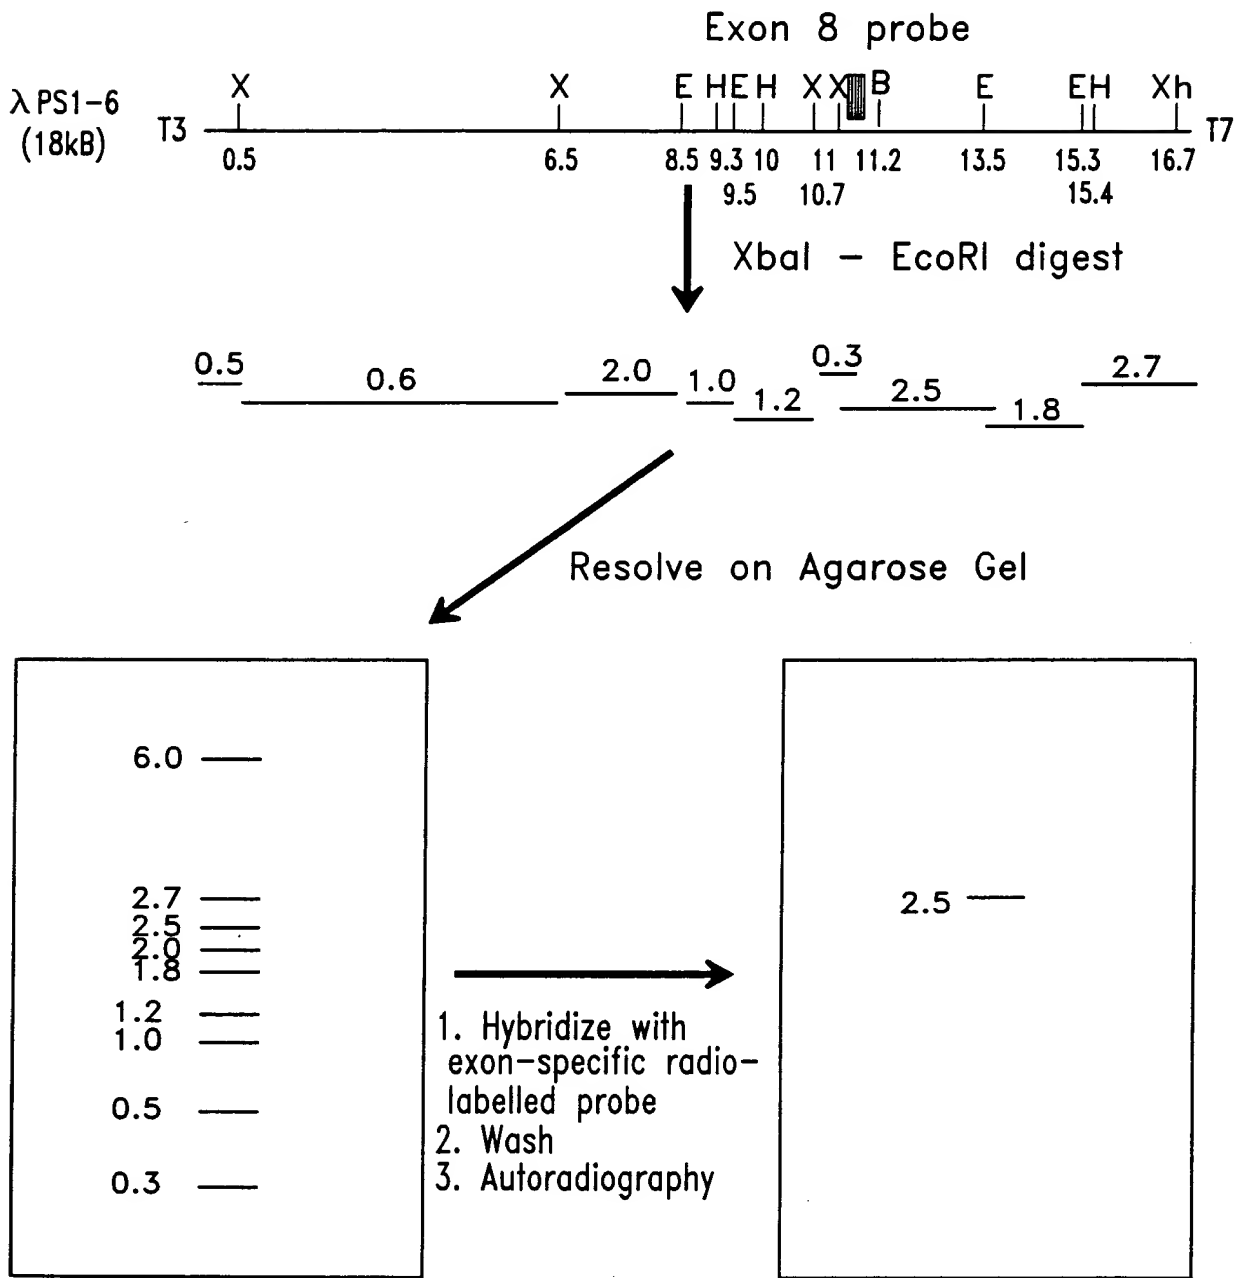 Exon 8 probe
X X E H E H X X B E E H Xh
λ PS1-6
(18kB)
T3 T7
0.5 6.5 8.5 9.3 10 11 11.2 13.5 15.3 16.7
9.5 10.7 15.4
XbaI - EcoRI digest
0.5 0.6 2.0 1.0 1.2 0.3 2.5 1.8 2.7
Resolve on Agarose Gel
6.0
2.7
2.5
2.0
1.8
1.2
1.0
0.5
0.3
1. Hybridize with
exon-specific radio-
labelled probe
2. Wash
3. Autoradiography
2.5